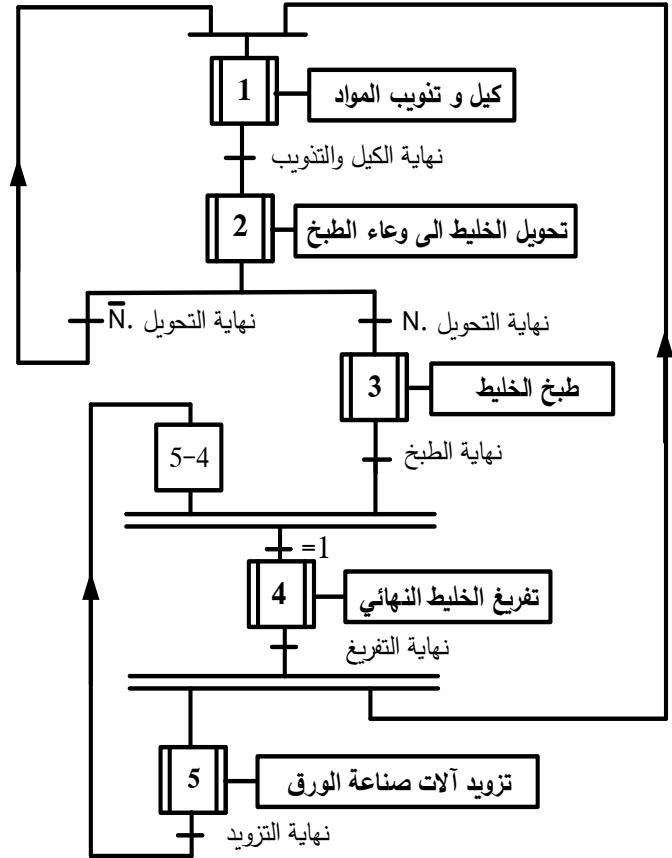 1
كيل و تذويب المواد
نهاية الكيل والتذويب
2
تحويل الخليط الى وعاء الطبخ
نهاية التحويل .N
نهاية التحويل .N̅
3
طبخ الخليط
5-4
نهاية الطبخ
=1
4
تفريغ الخليط النهائي
نهاية التفريغ
5
تزويد آلات صناعة الورق
نهاية التزويد